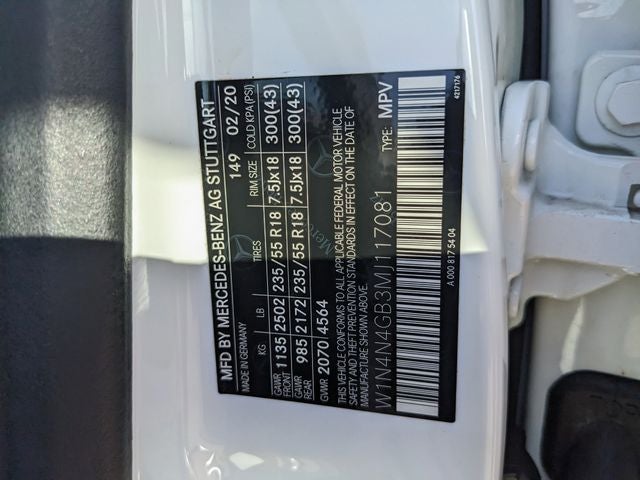 MFD BY MERCEDES-BENZ AG STUTTGART
MADE IN GERMANY 149 02/20
KG LB TIRES RIM SIZE COLD KPA(PSI)
GAWR FRONT 1135 2502 235/55 R18 7.5Jx18 300(43)
GAWR REAR 985 2172 235/55 R18 7.5Jx18 300(43)
GVWR 2070 4564
THIS VEHICLE CONFORMS TO ALL APPLICABLE FEDERAL MOTOR VEHICLE
SAFETY AND THEFT PREVENTION STANDARDS IN EFFECT ON THE DATE OF
MANUFACTURE SHOWN ABOVE.
W1N4N4GB3MJ117081 TYPE: MPV
A 000 817 54 04 4217176